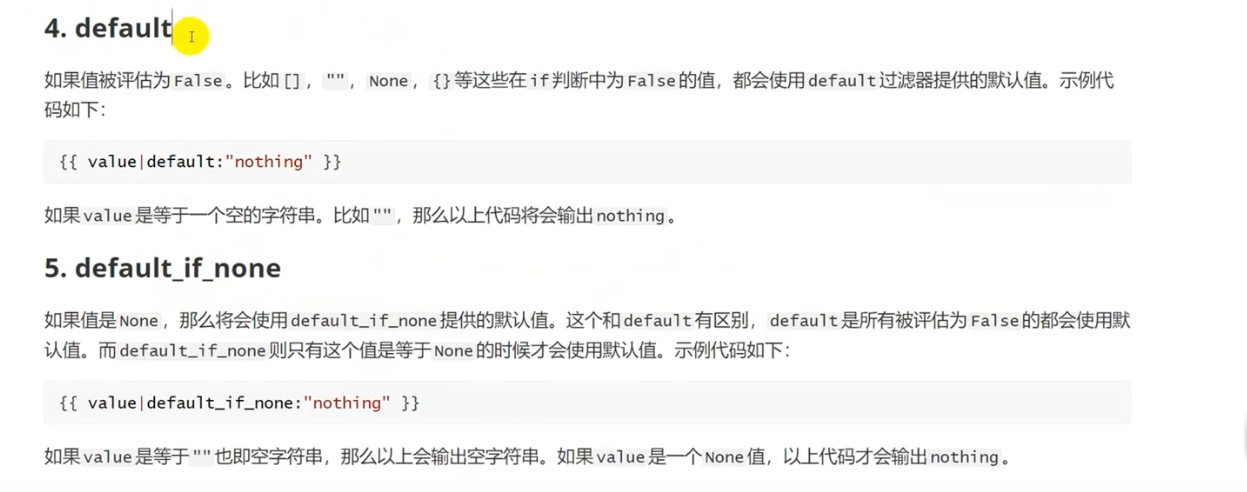 4. default
如果值被评估为False。比如[]，""，None，{}等这些在if判断中为False的值，都会使用default过滤器提供的默认值。示例代
码如下：
{{ value|default:"nothing" }}
如果value是等于一个空的字符串。比如""，那么以上代码将会输出nothing。
5. default_if_none
如果值是None，那么将会使用default_if_none提供的默认值。这个和default有区别，default是所有被评估为False的都会使用默
认值。而default_if_none则只有这个值是等于None的时候才会使用默认值。示例代码如下：
{{ value|default_if_none:"nothing" }}
如果value是等于""也即空字符串，那么以上会输出空字符串。如果value是一个None值，以上代码才会输出nothing。